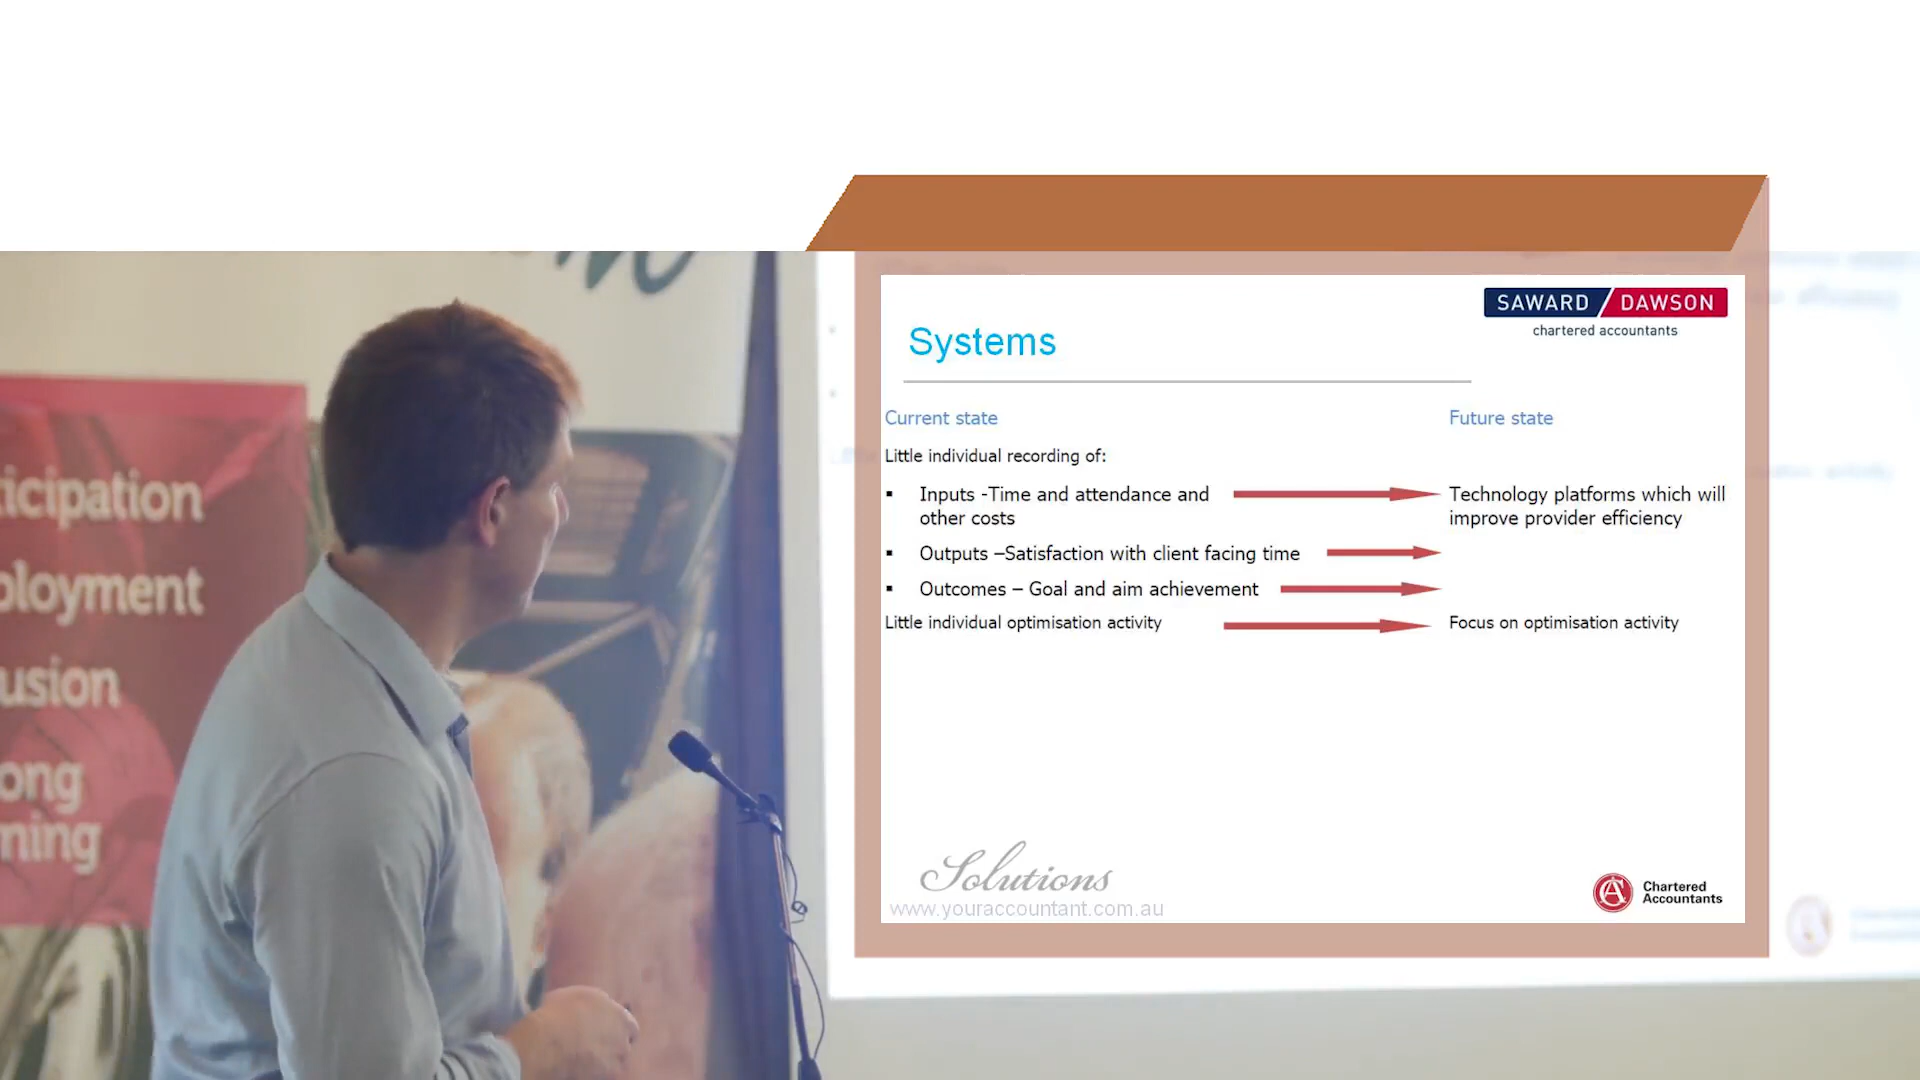 SAWARD DAWSON
chartered accountants
Systems
Current state
Future state
Little individual recording of:
▪ Inputs -Time and attendance and
other costs
Technology platforms which will
improve provider efficiency
▪ Outputs –Satisfaction with client facing time
▪ Outcomes – Goal and aim achievement
Little individual optimisation activity
Focus on optimisation activity
Solutions
www.youraccountant.com.au
Chartered
Accountants
icipation
ployment
usion
ong
ning